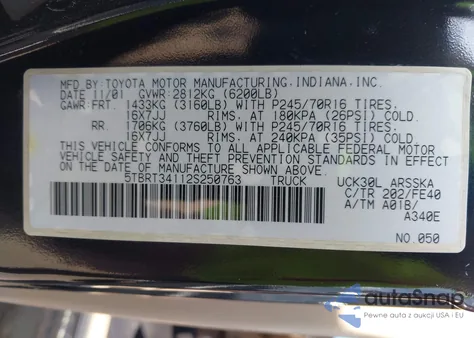 MFD.BY:TOYOTA MOTOR MANUFACTURING,INDIANA,INC.
DATE 11/01 GVWR 2812KG (6200LB)
GAWR:FRT. 1433KG (3160LB) WITH P245/70R16 TIRES,
16X7JJ RIMS, AT 180KPA (26PSI) COLD.
RR. 1706KG (3760LB) WITH P245/70R16 TIRES,
16X7JJ RIMS, AT 240KPA (35PSI) COLD.
THIS VEHICLE CONFORMS TO ALL APPLICABLE FEDERAL MOTOR
VEHICLE SAFETY AND THEFT PREVENTION STANDARDS IN EFFECT
ON THE DATE OF MANUFACTURE SHOWN ABOVE.
5TBRT34112S250763 TRUCK UCK30L ARSSKA
C/TR 202/FE40
A/TM A01B/
A340E
NO.050
autoSnap
Pewne auta z aukcji USA i EU